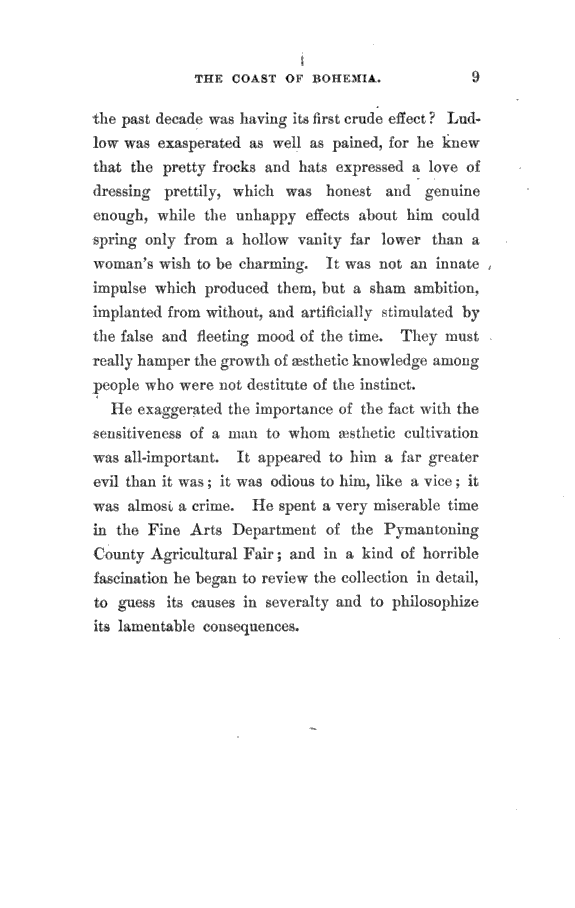 THE COAST OF BOHEMIA. 9
the past decade was having its first crude effect? Lud-
low was exasperated as well as pained, for he knew
that the pretty frocks and hats expressed a love of
dressing prettily, which was honest and genuine
enough, while the unhappy effects about him could
spring only from a hollow vanity far lower than a
woman's wish to be charming. It was not an innate
impulse which produced them, but a sham ambition,
implanted from without, and artificially stimulated by
the false and fleeting mood of the time. They must
really hamper the growth of æsthetic knowledge among
people who were not destitute of the instinct.
He exaggerated the importance of the fact with the
sensitiveness of a man to whom æsthetic cultivation
was all-important. It appeared to him a far greater
evil than it was; it was odious to him, like a vice; it
was almost a crime. He spent a very miserable time
in the Fine Arts Department of the Pymantoning
County Agricultural Fair; and in a kind of horrible
fascination he began to review the collection in detail,
to guess its causes in severalty and to philosophize
its lamentable consequences.